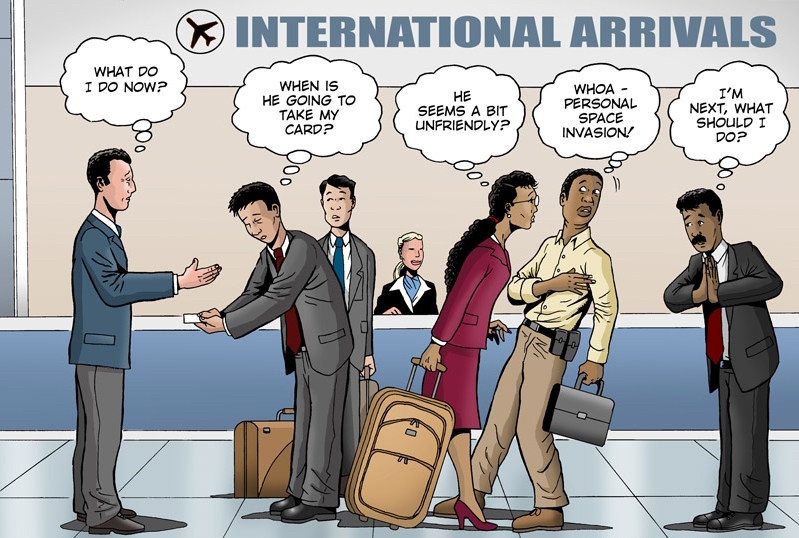 INTERNATIONAL ARRIVALS
WHAT DO
I DO NOW?
WHEN IS
HE GOING TO
TAKE MY
CARD?
HE
SEEMS A BIT
UNFRIENDLY?
WHOA -
PERSONAL
SPACE
INVASION!
I'M
NEXT, WHAT
SHOULD I
DO?